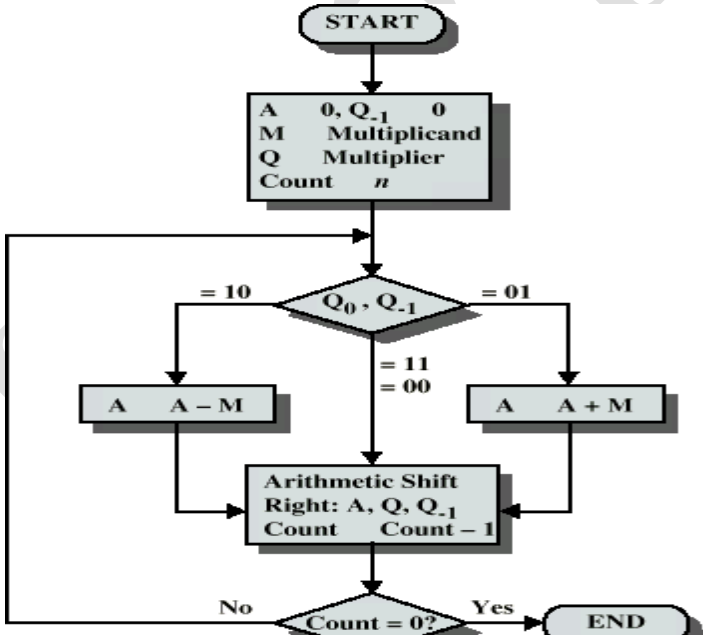 START
A 0, Q-1 0
M Multiplicand
Q Multiplier
Count n
= 10
Q0 , Q-1
= 01
= 11
= 00
A A – M
A A + M
Arithmetic Shift
Right: A, Q, Q-1
Count Count – 1
No
Count = 0?
Yes
END